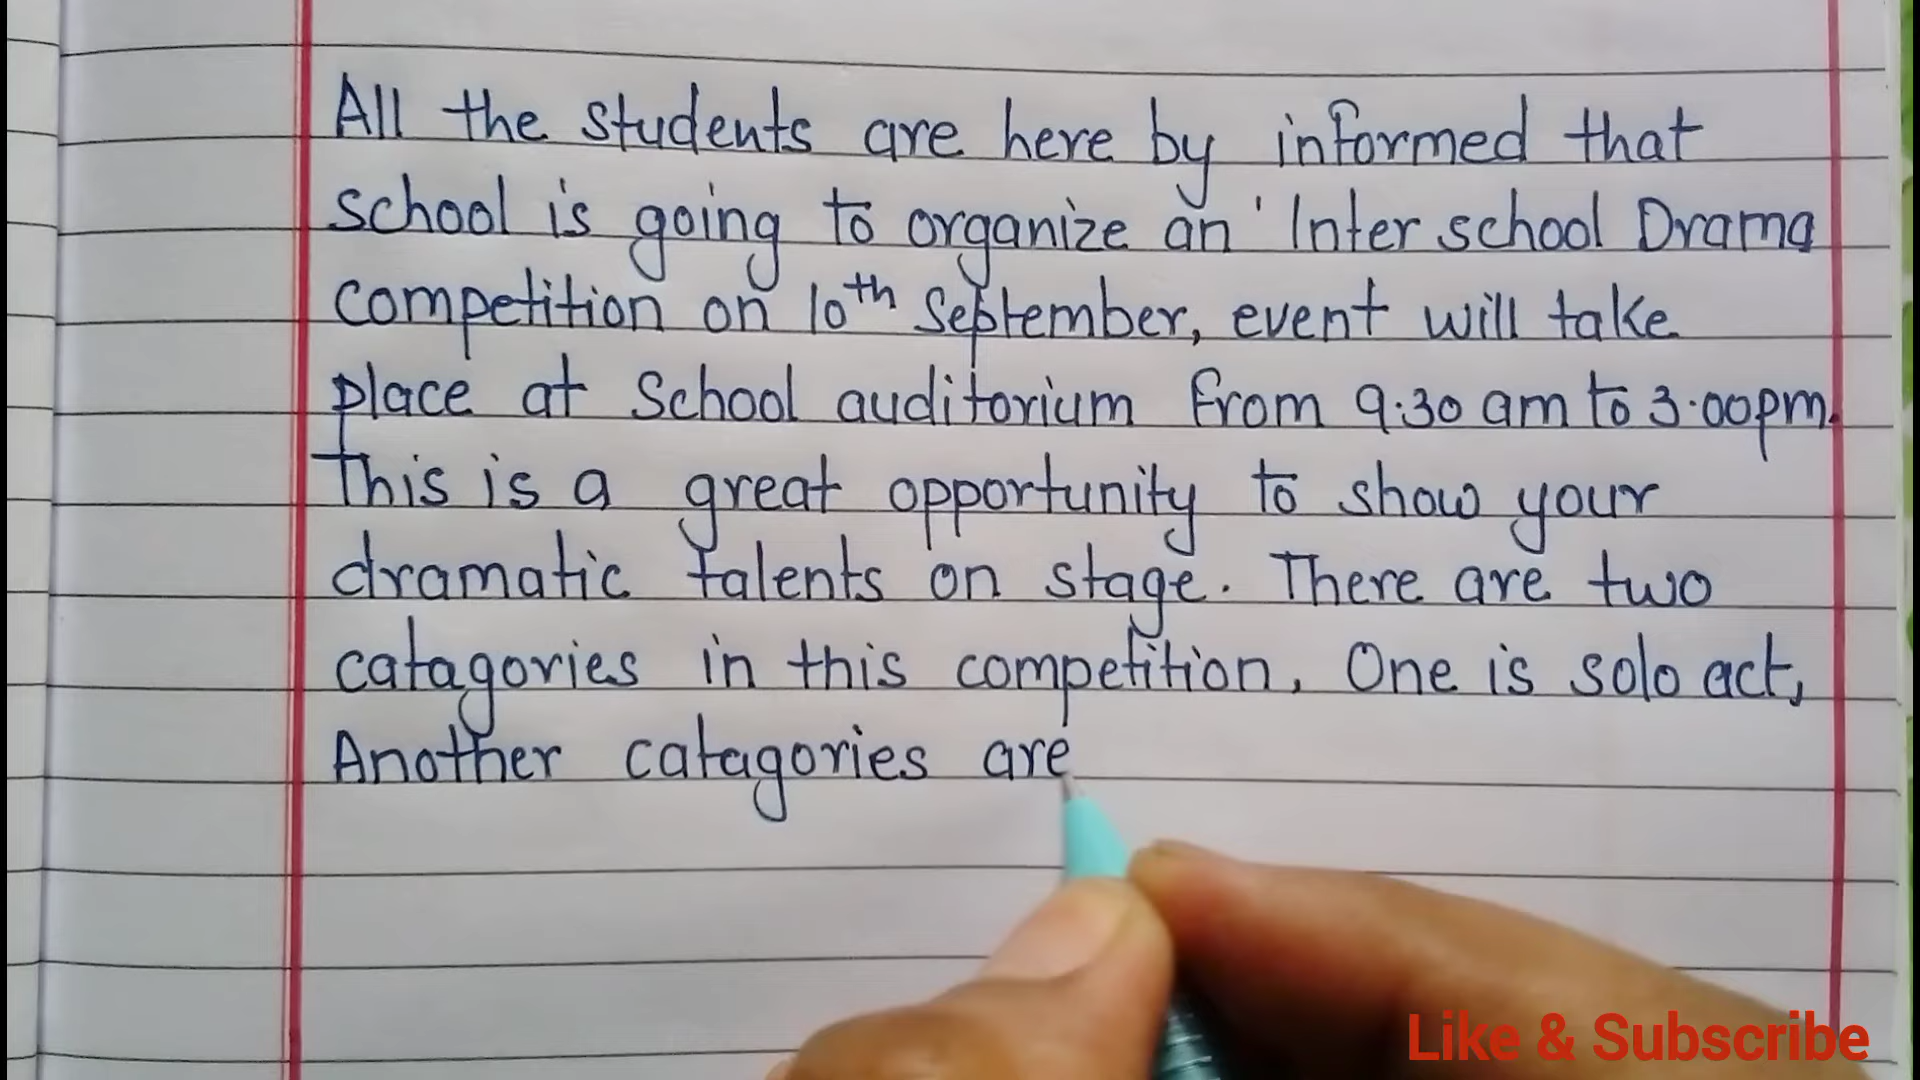 All the students are here by informed that
school is going to organize an ' Inter school Drama
competition on 10th September, event will take
place at School auditorium from 9.30 am to 3.00pm.
This is a great opportunity to show your
dramatic talents on stage. There are two
catagories in this competition, One is solo act,
Another catagories are
Like & Subscribe